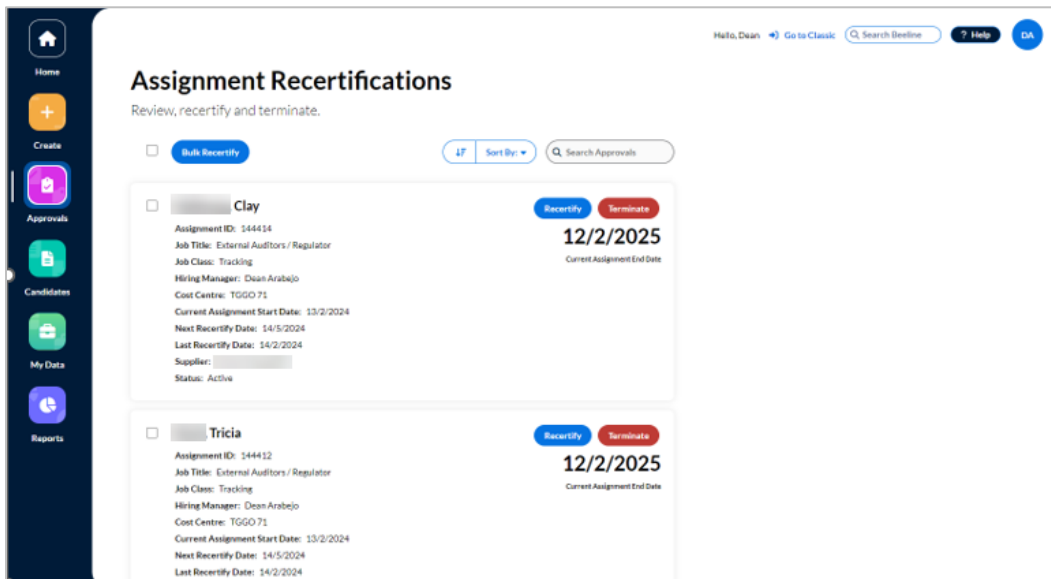 Hello, Dean Go to Classic Search Beeline ? Help DA
Home
Create
Approvals
Candidates
My Data
Reports
Assignment Recertifications
Review, recertify and terminate.
Bulk Recertify Sort By: Search Approvals
Clay Recertify Terminate
12/2/2025
Current Assignment End Date
Assignment ID: 144414
Job Title: External Auditors / Regulator
Job Class: Tracking
Hiring Manager: Dean Arabejo
Cost Centre: TGGO 71
Current Assignment Start Date: 13/2/2024
Next Recertify Date: 14/5/2024
Last Recertify Date: 14/2/2024
Supplier:
Status: Active
Tricia Recertify Terminate
12/2/2025
Current Assignment End Date
Assignment ID: 144412
Job Title: External Auditors / Regulator
Job Class: Tracking
Hiring Manager: Dean Arabejo
Cost Centre: TGGO 71
Current Assignment Start Date: 13/2/2024
Next Recertify Date: 14/5/2024
Last Recertify Date: 14/2/2024